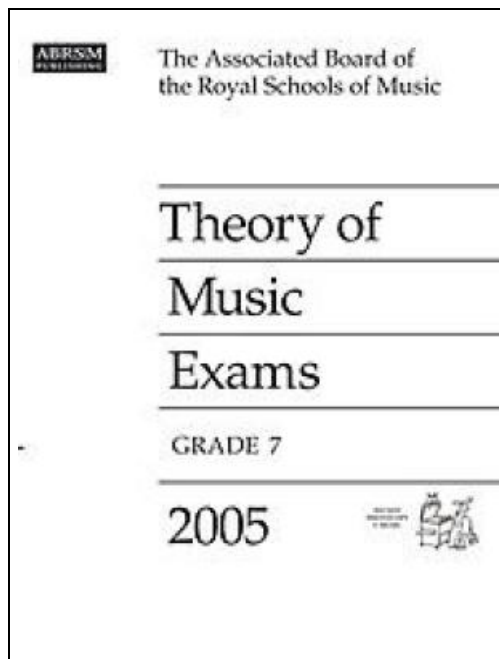 ABRSM
PUBLISHING
The Associated Board of
the Royal Schools of Music
Theory of
Music
Exams
GRADE 7
2005